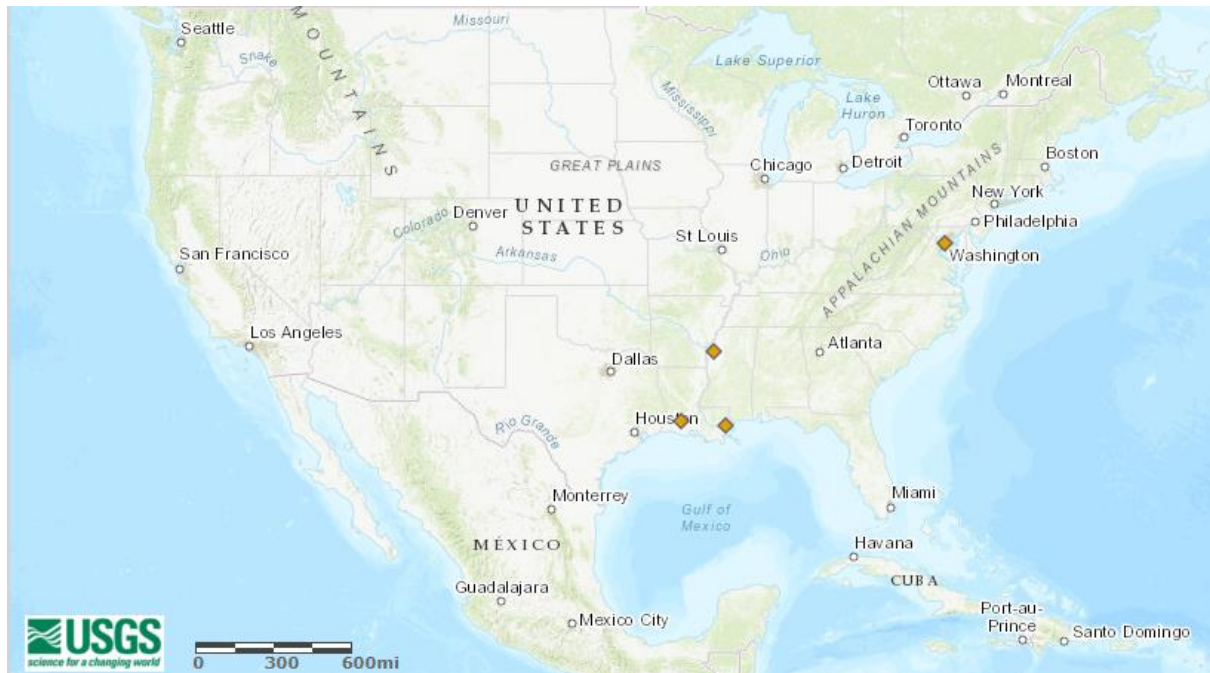 Seattle
Missouri
MOUNTAINS
Snake
Lake Superior
Ottawa
Montreal
Mississippi
Lake
Huron
Toronto
GREAT PLAINS
Chicago
Detroit
Boston
New York
Philadelphia
APPALACHIAN MOUNTAINS
UNITED
STATES
Colorado
Denver
St Louis
Ohio
Washington
San Francisco
Arkansas
Los Angeles
Dallas
Atlanta
Houston
Rio Grande
Monterrey
Gulf of
Mexico
Miami
MÉXICO
Havana
CUBA
Guadalajara
Mexico City
Port-au-
Prince
Santo Domingo
USGS
science for a changing world
0 300 600mi